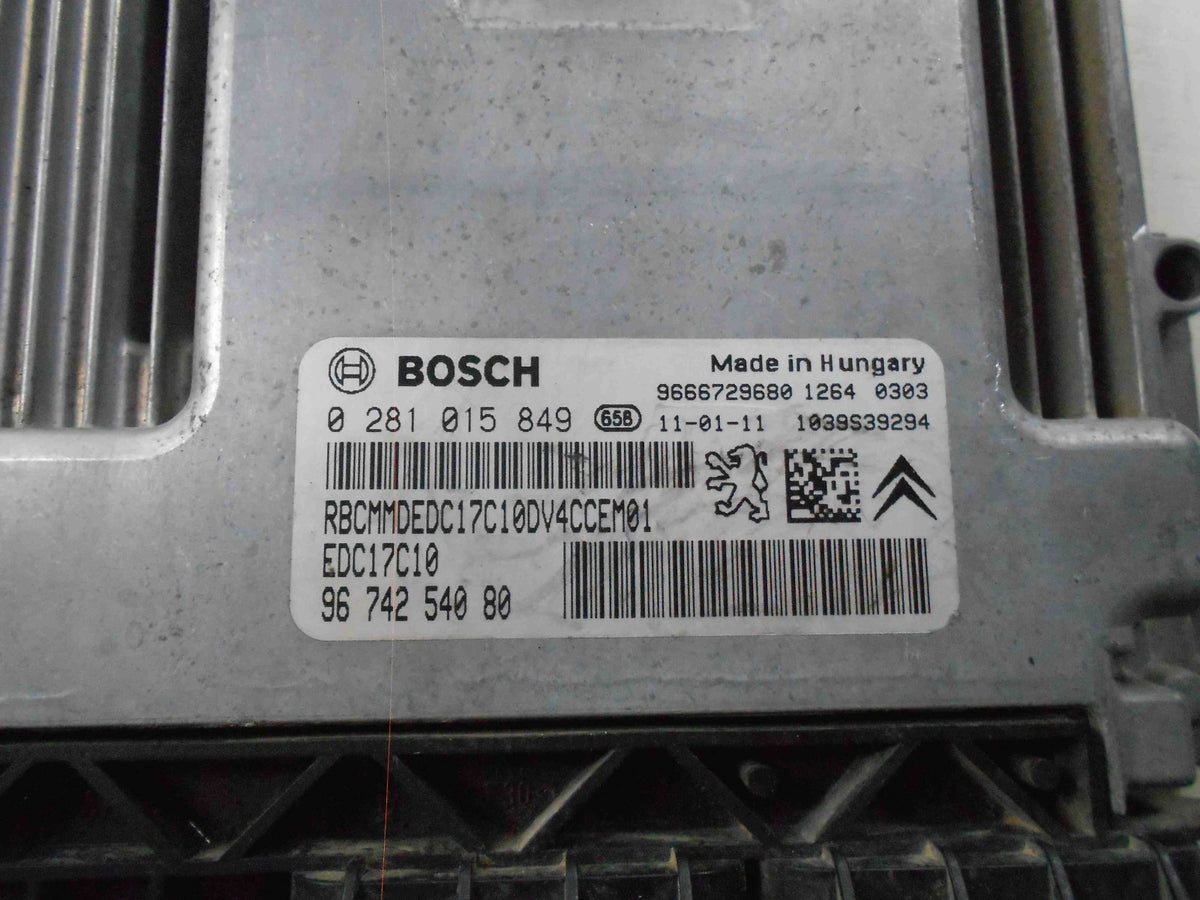 BOSCH
Made in Hungary
9666729680 1264 0303
0 281 015 849 658 11-01-11 1039S39294
RBCMMDEDC17C10DV4CCEM01
EDC17C10
96 742 540 80